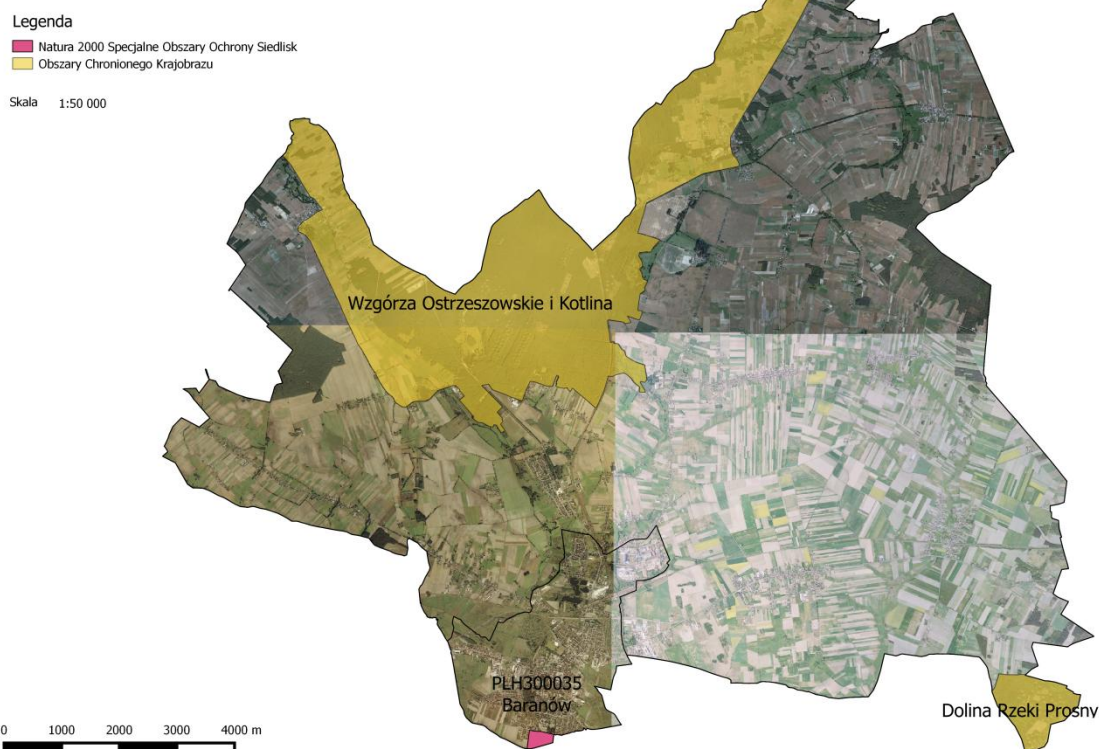 Legenda
Natura 2000 Specjalne Obszary Ochrony Siedlisk
Obszary Chronionego Krajobrazu
Skala 1:50 000
Wzgórza Ostrzeszowskie i Kotlina
PLH300035
Baranów
Dolina Rzeki Prosny
0 1000 2000 3000 4000 m